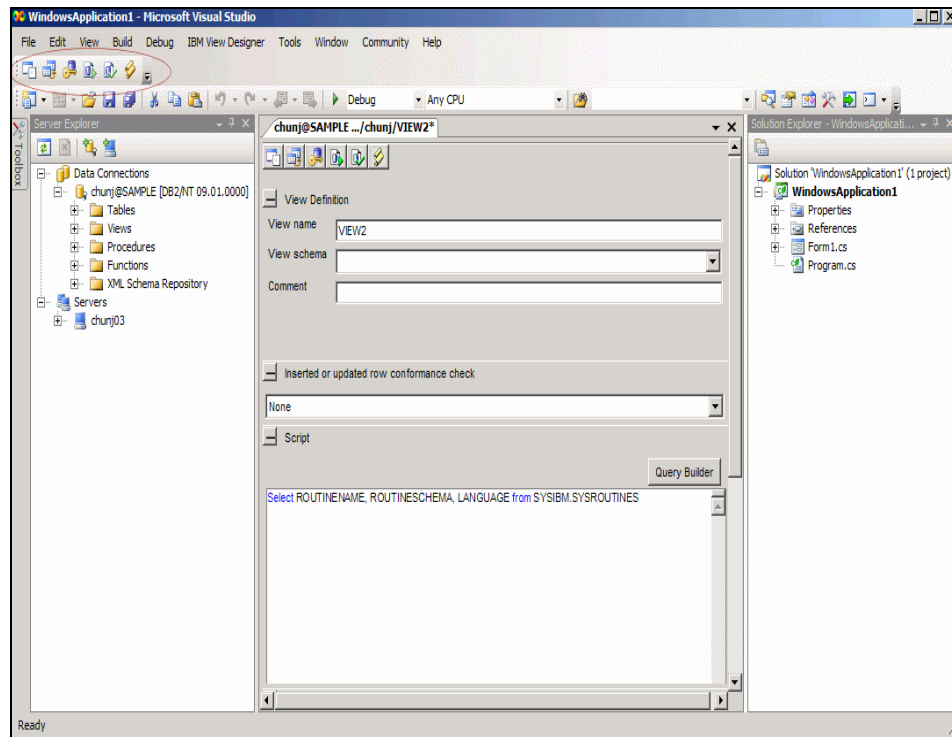 WindowsApplication1 - Microsoft Visual Studio
File Edit View Build Debug IBM View Designer Tools Window Community Help
Debug Any CPU
Server Explorer
Toolbox
Data Connections
chunj@SAMPLE [DB2/NT 09.01.0000]
Tables
Views
Procedures
Functions
XML Schema Repository
Servers
chunj03
chunj@SAMPLE .../chunj/VIEW2*
View Definition
View name VIEW2
View schema
Comment
Inserted or updated row conformance check
None
Script
Query Builder
Select ROUTINENAME, ROUTINESCHEMA, LANGUAGE from SYSIBM.SYSROUTINES
Solution Explorer - WindowsApplicati...
Solution 'WindowsApplication1' (1 project)
WindowsApplication1
Properties
References
Form1.cs
Program.cs
Ready